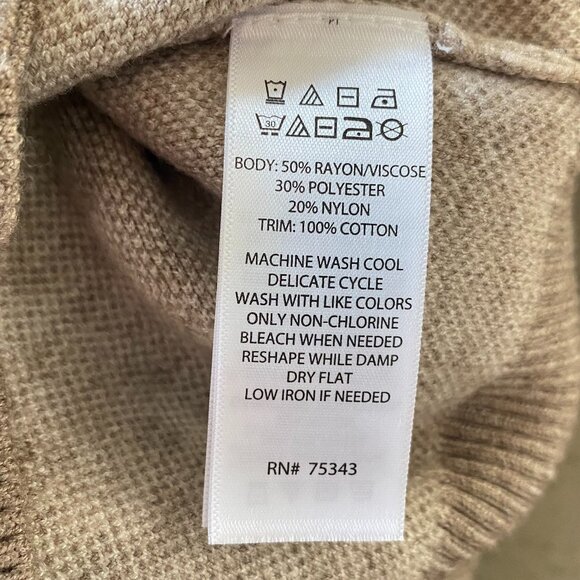 30
BODY: 50% RAYON/VISCOSE
30% POLYESTER
20% NYLON
TRIM: 100% COTTON
MACHINE WASH COOL
DELICATE CYCLE
WASH WITH LIKE COLORS
ONLY NON-CHLORINE
BLEACH WHEN NEEDED
RESHAPE WHILE DAMP
DRY FLAT
LOW IRON IF NEEDED
RN# 75343